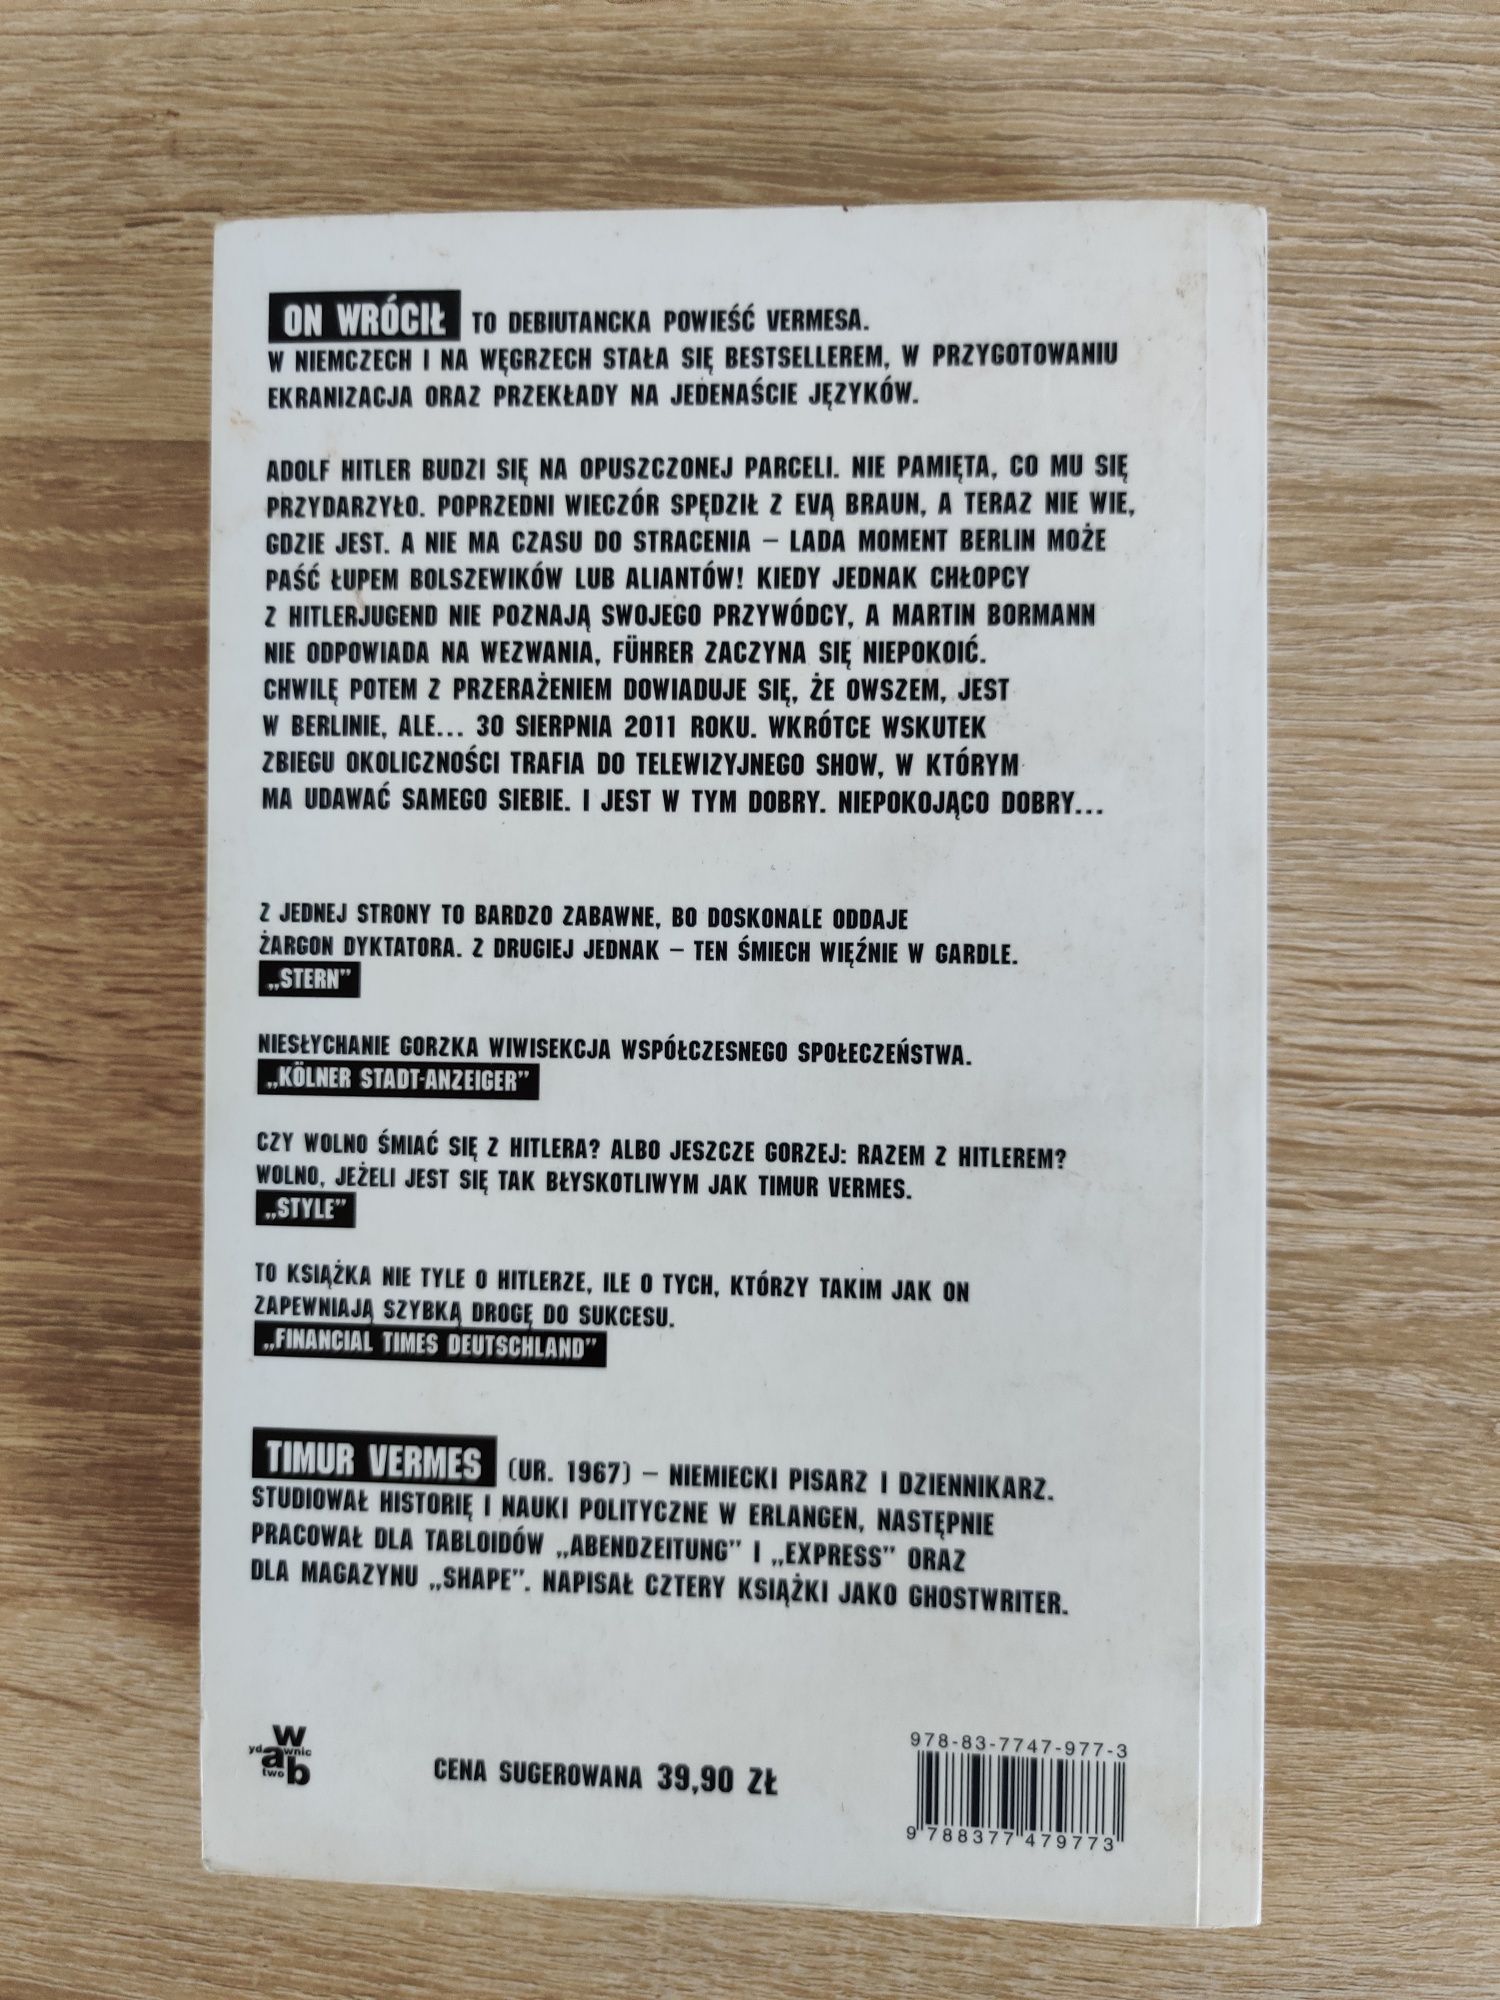 ON WRÓCIŁ TO DEBIUTANCKA POWIEŚĆ VERMESA.
W NIEMCZECH I NA WĘGRZECH STAŁA SIĘ BESTSELLEREM, W PRZYGOTOWANIU
EKRANIZACJA ORAZ PRZEKŁADY NA JEDENAŚCIE JĘZYKÓW.
ADOLF HITLER BUDZI SIĘ NA OPUSZCZONEJ PARCELI. NIE PAMIĘTA, CO MU SIĘ
PRZYDARZYŁO. POPRZEDNI WIECZÓR SPĘDZIŁ Z EVĄ BRAUN, A TERAZ NIE WIE,
GDZIE JEST. A NIE MA CZASU DO STRACENIA – LADA MOMENT BERLIN MOŻE
PAŚĆ ŁUPEM BOLSZEWIKÓW LUB ALIANTÓW! KIEDY JEDNAK CHŁOPCY
Z HITLERJUGEND NIE POZNAJĄ SWOJEGO PRZYWÓDCY, A MARTIN BORMANN
NIE ODPOWIADA NA WEZWANIA, FÜHRER ZACZYNA SIĘ NIEPOKOIĆ.
CHWILĘ POTEM Z PRZERAŻENIEM DOWIADUJE SIĘ, ŻE OWSZEM, JEST
W BERLINIE, ALE... 30 SIERPNIA 2011 ROKU. WKRÓTCE WSKUTEK
ZBIEGU OKOLICZNOŚCI TRAFIA DO TELEWIZYJNEGO SHOW, W KTÓRYM
MA UDAWAĆ SAMEGO SIEBIE. I JEST W TYM DOBRY. NIEPOKOJĄCO DOBRY...
Z JEDNEJ STRONY TO BARDZO ZABAWNE, BO DOSKONALE ODDAJE
ŻARGON DYKTATORA. Z DRUGIEJ JEDNAK – TEN ŚMIECH WIĘŹNIE W GARDLE.
„STERN”
NIESŁYCHANIE GORZKA WIWISEKCJA WSPÓŁCZESNEGO SPOŁECZEŃSTWA.
„KÖLNER STADT-ANZEIGER”
CZY WOLNO ŚMIAĆ SIĘ Z HITLERA? ALBO JESZCZE GORZEJ: RAZEM Z HITLEREM?
WOLNO, JEŻELI JEST SIĘ TAK BŁYSKOTLIWYM JAK TIMUR VERMES.
„STYLE”
TO KSIĄŻKA NIE TYLE O HITLERZE, ILE O TYCH, KTÓRZY TAKIM JAK ON
ZAPEWNIAJĄ SZYBKĄ DROGĘ DO SUKCESU.
„FINANCIAL TIMES DEUTSCHLAND”
TIMUR VERMES (UR. 1967) – NIEMIECKI PISARZ I DZIENNIKARZ.
STUDIOWAŁ HISTORIĘ I NAUKI POLITYCZNE W ERLANGEN, NASTĘPNIE
PRACOWAŁ DLA TABLOIDÓW „ABENDZEITUNG” I „EXPRESS” ORAZ
DLA MAGAZYNU „SHAPE”. NAPISAŁ CZTERY KSIĄŻKI JAKO GHOSTWRITER.
wydawnictwo
wab
CENA SUGEROWANA 39,90 ZŁ
978-83-7747-977-3
9 788377 479773